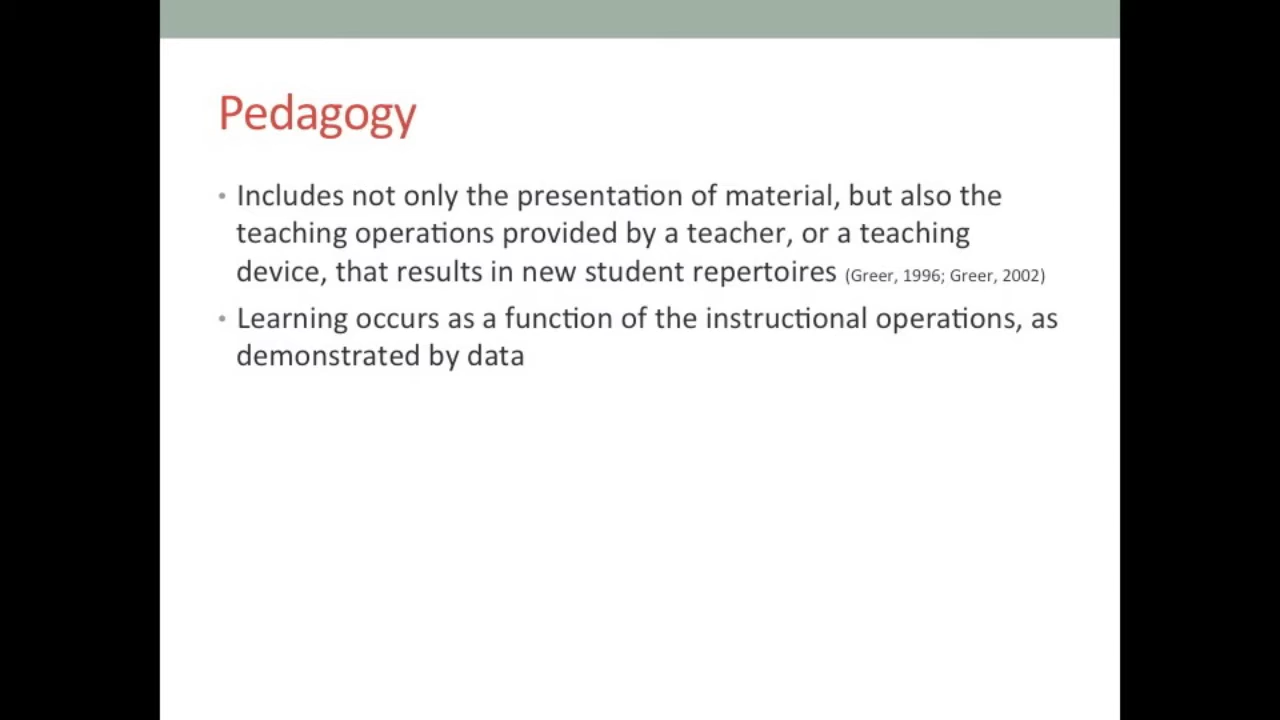 Pedagogy
• Includes not only the presentation of material, but also the
teaching operations provided by a teacher, or a teaching
device, that results in new student repertoires (Greer, 1996; Greer, 2002)
• Learning occurs as a function of the instructional operations, as
demonstrated by data